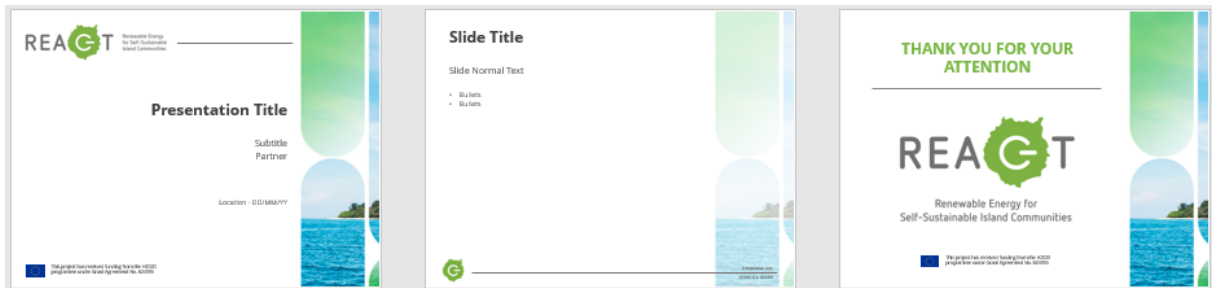 REACT
Renewable Energy
for Self-Sustainable
Island Communities
Presentation Title
Subtitle
Partner
Location - DD/MM/YY
This project has received funding from the H2020
programme under Grant Agreement No. 824395
Slide Title
Slide Normal Text
• Bullets
• Bullets
THANK YOU FOR YOUR
ATTENTION
REACT
Renewable Energy for
Self-Sustainable Island Communities
This project has received funding from the H2020
programme under Grant Agreement No. 824395